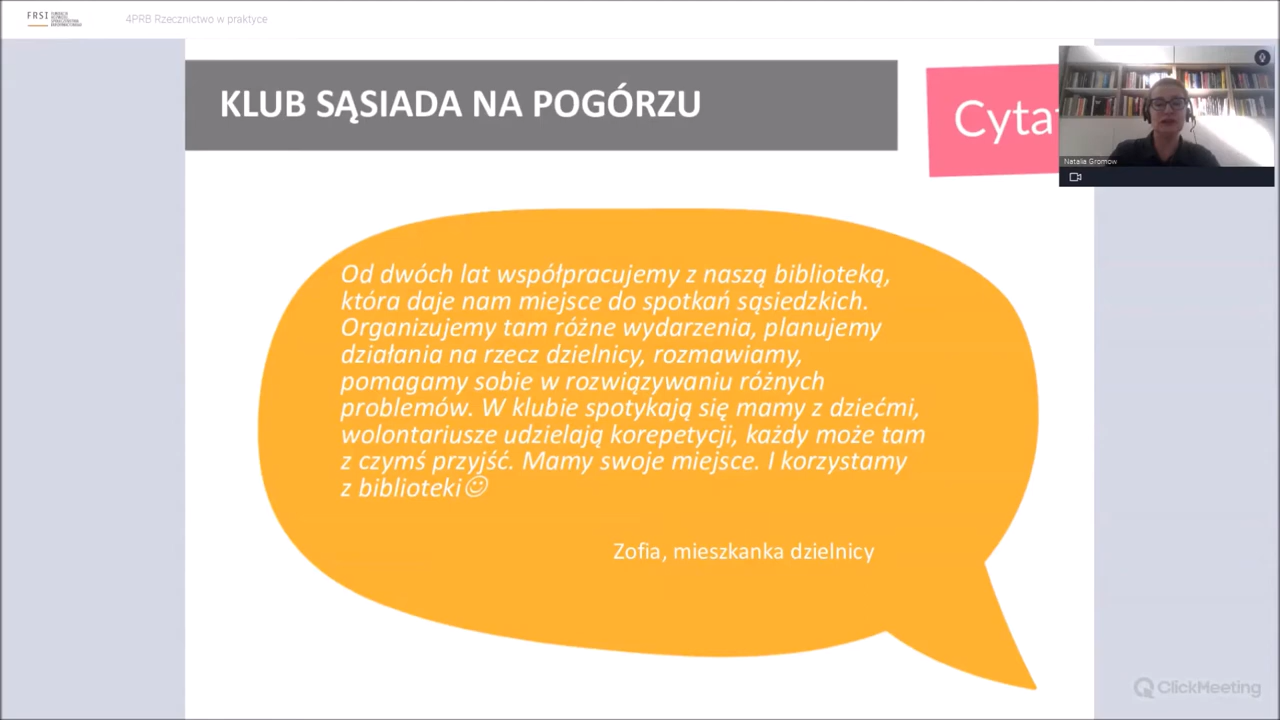 FRSI
4PRB Rzecznictwo w praktyce
KLUB SĄSIADA NA POGÓRZU
Cyta
Natalia Gromow
Od dwóch lat współpracujemy z naszą biblioteką,
która daje nam miejsce do spotkań sąsiedzkich.
Organizujemy tam różne wydarzenia, planujemy
działania na rzecz dzielnicy, rozmawiamy,
pomagamy sobie w rozwiązywaniu różnych
problemów. W klubie spotykają się mamy z dziećmi,
wolontariusze udzielają korepetycji, każdy może tam
z czymś przyjść. Mamy swoje miejsce. I korzystamy
z biblioteki☺
Zofia, mieszkanka dzielnicy
ClickMeeting